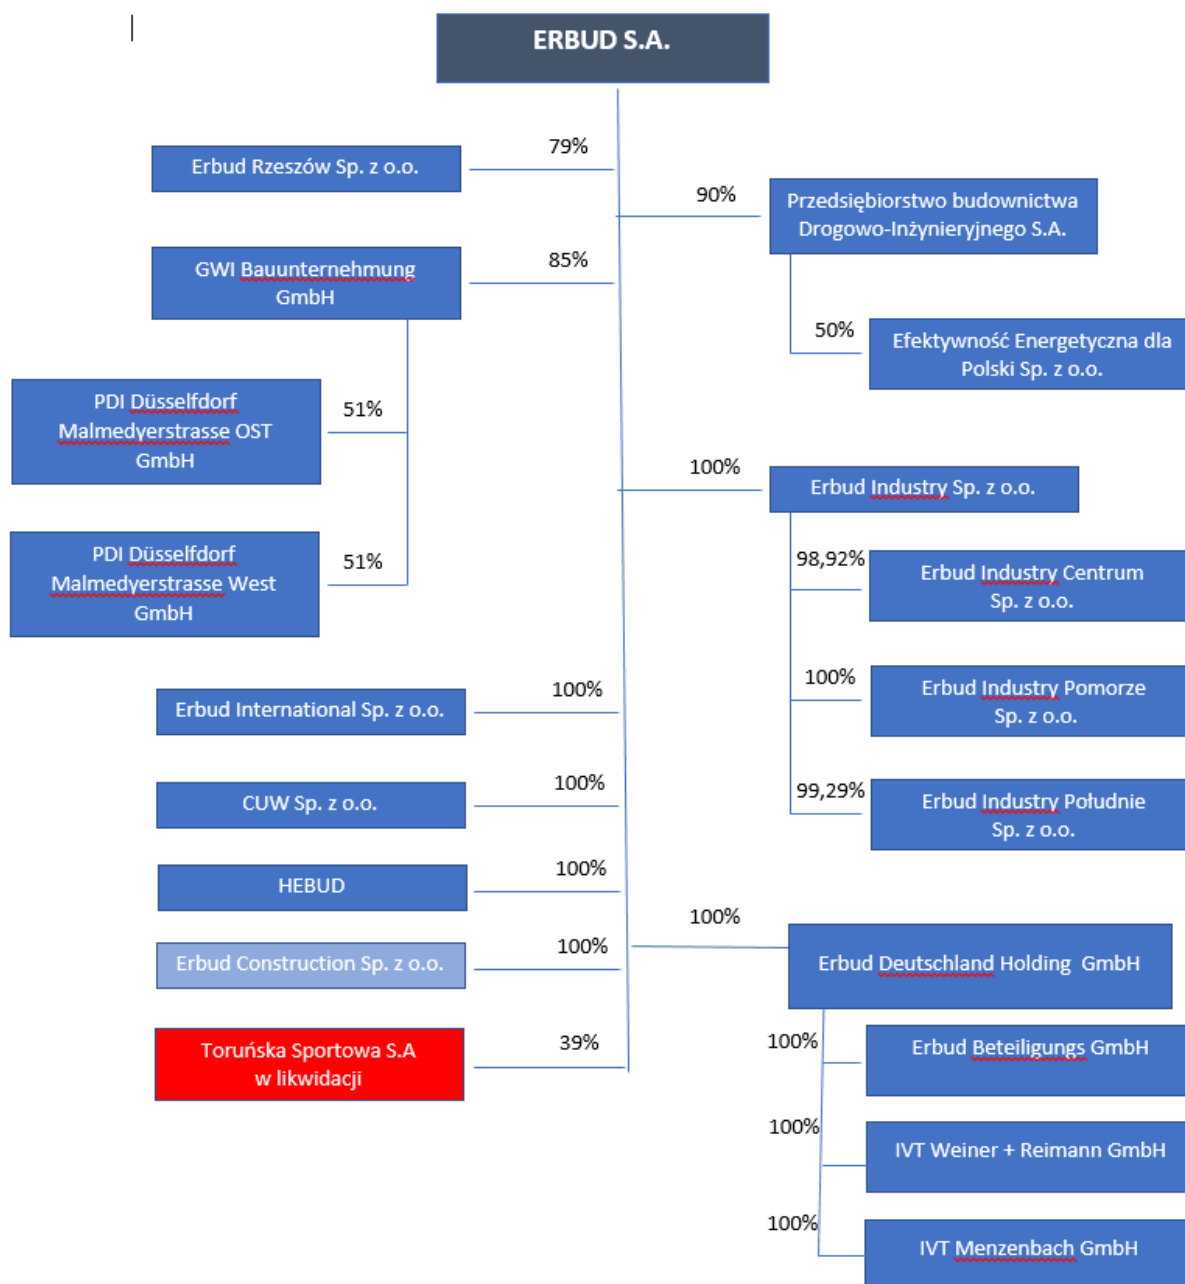 ERBUD S.A.
79%
Erbud Rzeszów Sp. z o.o.
90%
Przedsiębiorstwo budownictwa
Drogowo-Inżynieryjnego S.A.
85%
GWI Bauunternehmung
GmbH
50%
Efektywność Energetyczna dla
Polski Sp. z o.o.
51%
PDI Düsselfdorf
Malmedyerstrasse OST
GmbH
100%
Erbud Industry Sp. z o.o.
51%
PDI Düsselfdorf
Malmedyerstrasse West
GmbH
98,92%
Erbud Industry Centrum
Sp. z o.o.
100%
Erbud Industry Pomorze
Sp. z o.o.
100%
Erbud International Sp. z o.o.
99,29%
Erbud Industry Południe
Sp. z o.o.
100%
CUW Sp. z o.o.
100%
HEBUD
100%
Erbud Deutschland Holding GmbH
100%
Erbud Construction Sp. z o.o.
39%
Toruńska Sportowa S.A
w likwidacji
100%
Erbud Beteiligungs GmbH
100%
IVT Weiner + Reimann GmbH
100%
IVT Menzenbach GmbH